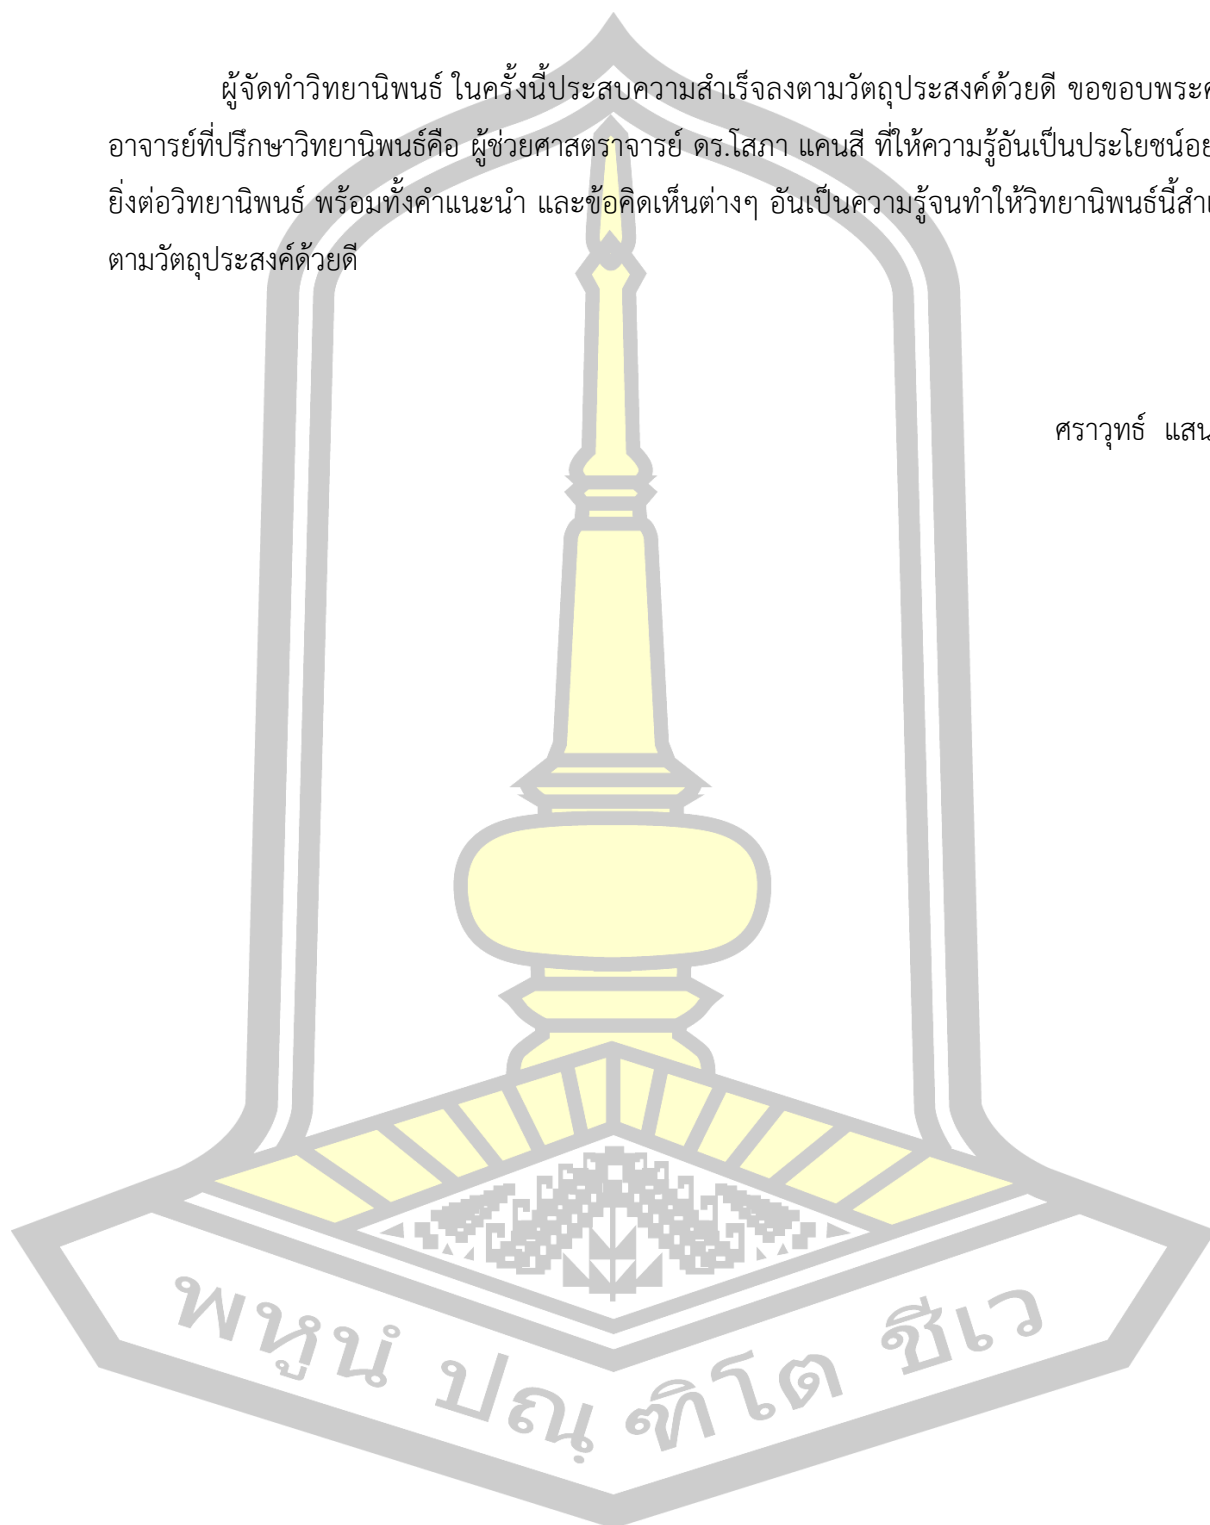 ผู้จัดทำวิทยานิพนธ์ ในครั้งนี้ประสบความสำเร็จลงตามวัตถุประสงค์ด้วยดี ขอขอบพระ
อาจารย์ที่ปรึกษาวิทยานิพนธ์คือ ผู้ช่วยศาสตราจารย์ ดร.โสภา แคนสี ที่ให้ความรู้อันเป็นประโยชน์
ยิ่งต่อวิทยานิพนธ์ พร้อมทั้งคำแนะนำ และข้อคิดเห็นต่างๆ อันเป็นความรู้จนทำให้วิทยานิพนธ์นี้
ตามวัตถุประสงค์ด้วยดี
ศราวุทธ์ แสน
พหูนํ ปณฺฑิโต ชีเว